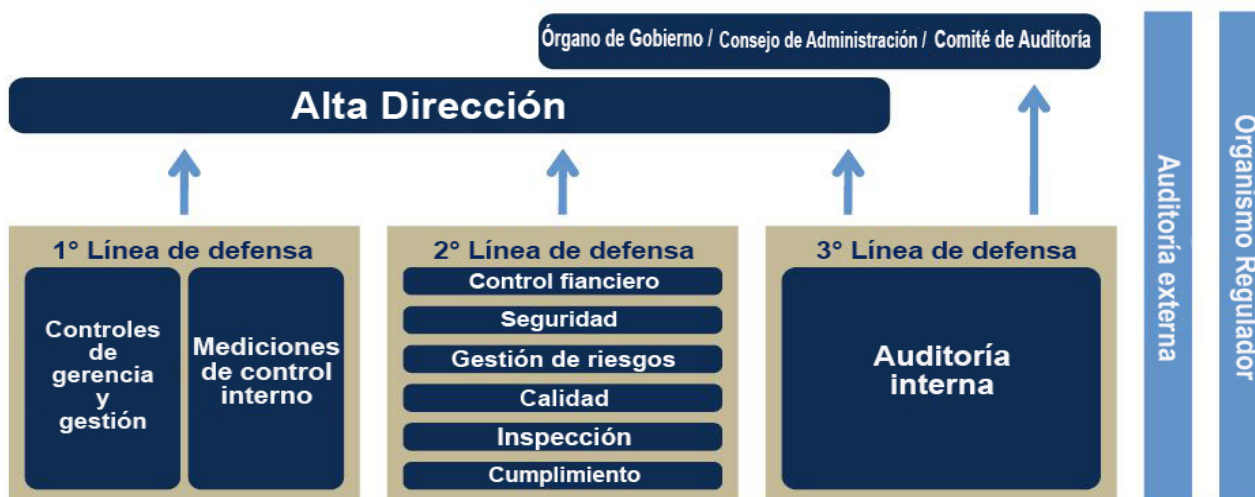 Órgano de Gobierno / Consejo de Administración / Comité de Auditoría
Alta Dirección
1° Línea de defensa
Controles
de
gerencia
y
gestión
Mediciones
de control
interno
2° Línea de defensa
Control fianciero
Seguridad
Gestión de riesgos
Calidad
Inspección
Cumplimiento
3° Línea de defensa
Auditoría
interna
Auditoría externa
Organismo Regulador